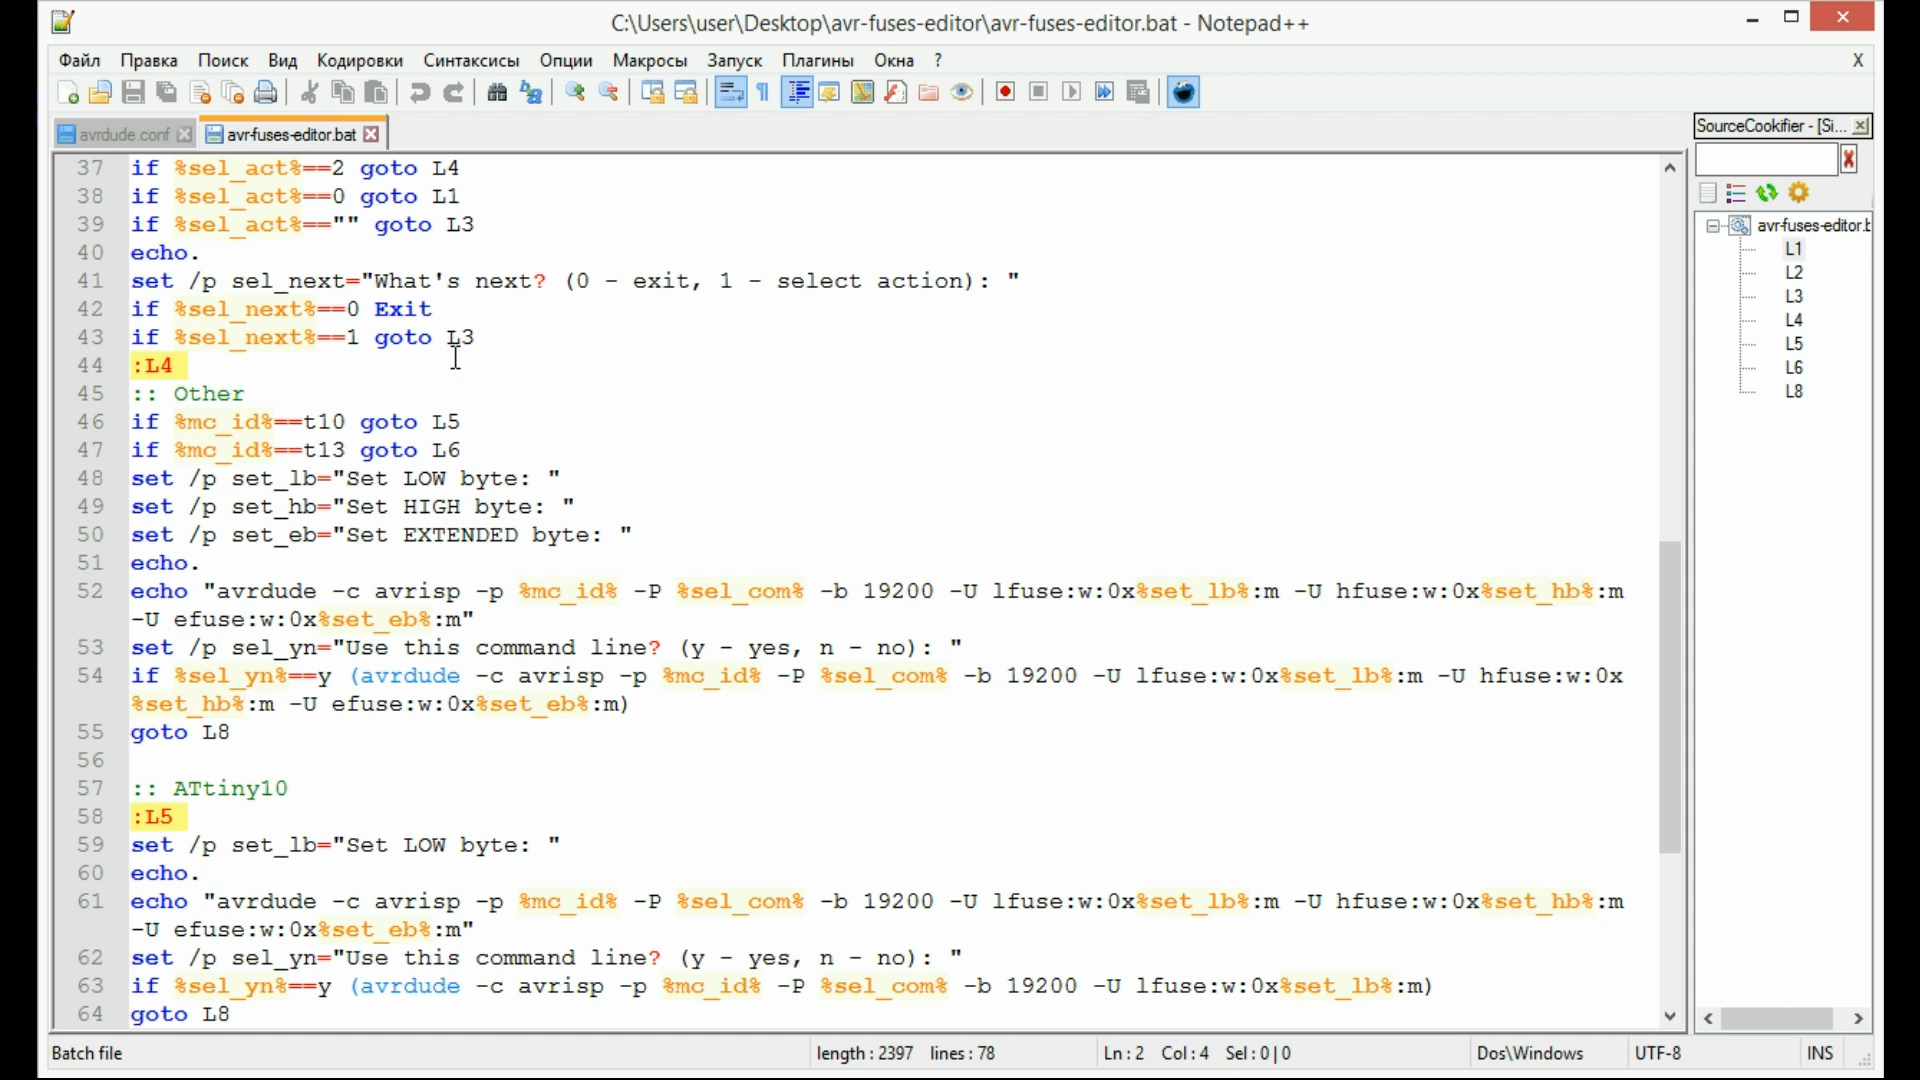 C:\Users\user\Desktop\avr-fuses-editor\avr-fuses-editor.bat - Notepad++
Файл Правка Поиск Вид Кодировки Синтаксисы Опции Макросы Запуск Плагины Окна ? X
avrdude.conf avr-fuses-editor.bat
SourceCookifier - [Si...
37 if %sel_act%==2 goto L4
38 if %sel_act%==0 goto L1
39 if %sel_act%=="" goto L3
40 echo.
41 set /p sel_next="What's next? (0 - exit, 1 - select action): "
42 if %sel_next%==0 Exit
43 if %sel_next%==1 goto L3
44 :L4
45 :: Other
46 if %mc_id%==t10 goto L5
47 if %mc_id%==t13 goto L6
48 set /p set_lb="Set LOW byte: "
49 set /p set_hb="Set HIGH byte: "
50 set /p set_eb="Set EXTENDED byte: "
51 echo.
52 echo "avrdude -c avrisp -p %mc_id% -P %sel_com% -b 19200 -U lfuse:w:0x%set_lb%:m -U hfuse:w:0x%set_hb%:m
-U efuse:w:0x%set_eb%:m"
53 set /p sel_yn="Use this command line? (y - yes, n - no): "
54 if %sel_yn%==y (avrdude -c avrisp -p %mc_id% -P %sel_com% -b 19200 -U lfuse:w:0x%set_lb%:m -U hfuse:w:0x
%set_hb%:m -U efuse:w:0x%set_eb%:m)
55 goto L8
56
57 :: ATtiny10
58 :L5
59 set /p set_lb="Set LOW byte: "
60 echo.
61 echo "avrdude -c avrisp -p %mc_id% -P %sel_com% -b 19200 -U lfuse:w:0x%set_lb%:m -U hfuse:w:0x%set_hb%:m
-U efuse:w:0x%set_eb%:m"
62 set /p sel_yn="Use this command line? (y - yes, n - no): "
63 if %sel_yn%==y (avrdude -c avrisp -p %mc_id% -P %sel_com% -b 19200 -U lfuse:w:0x%set_lb%:m)
64 goto L8
avr-fuses-editor.b
L1
L2
L3
L4
L5
L6
L8
Batch file length : 2397 lines : 78 Ln : 2 Col : 4 Sel : 0 | 0 Dos\Windows UTF-8 INS